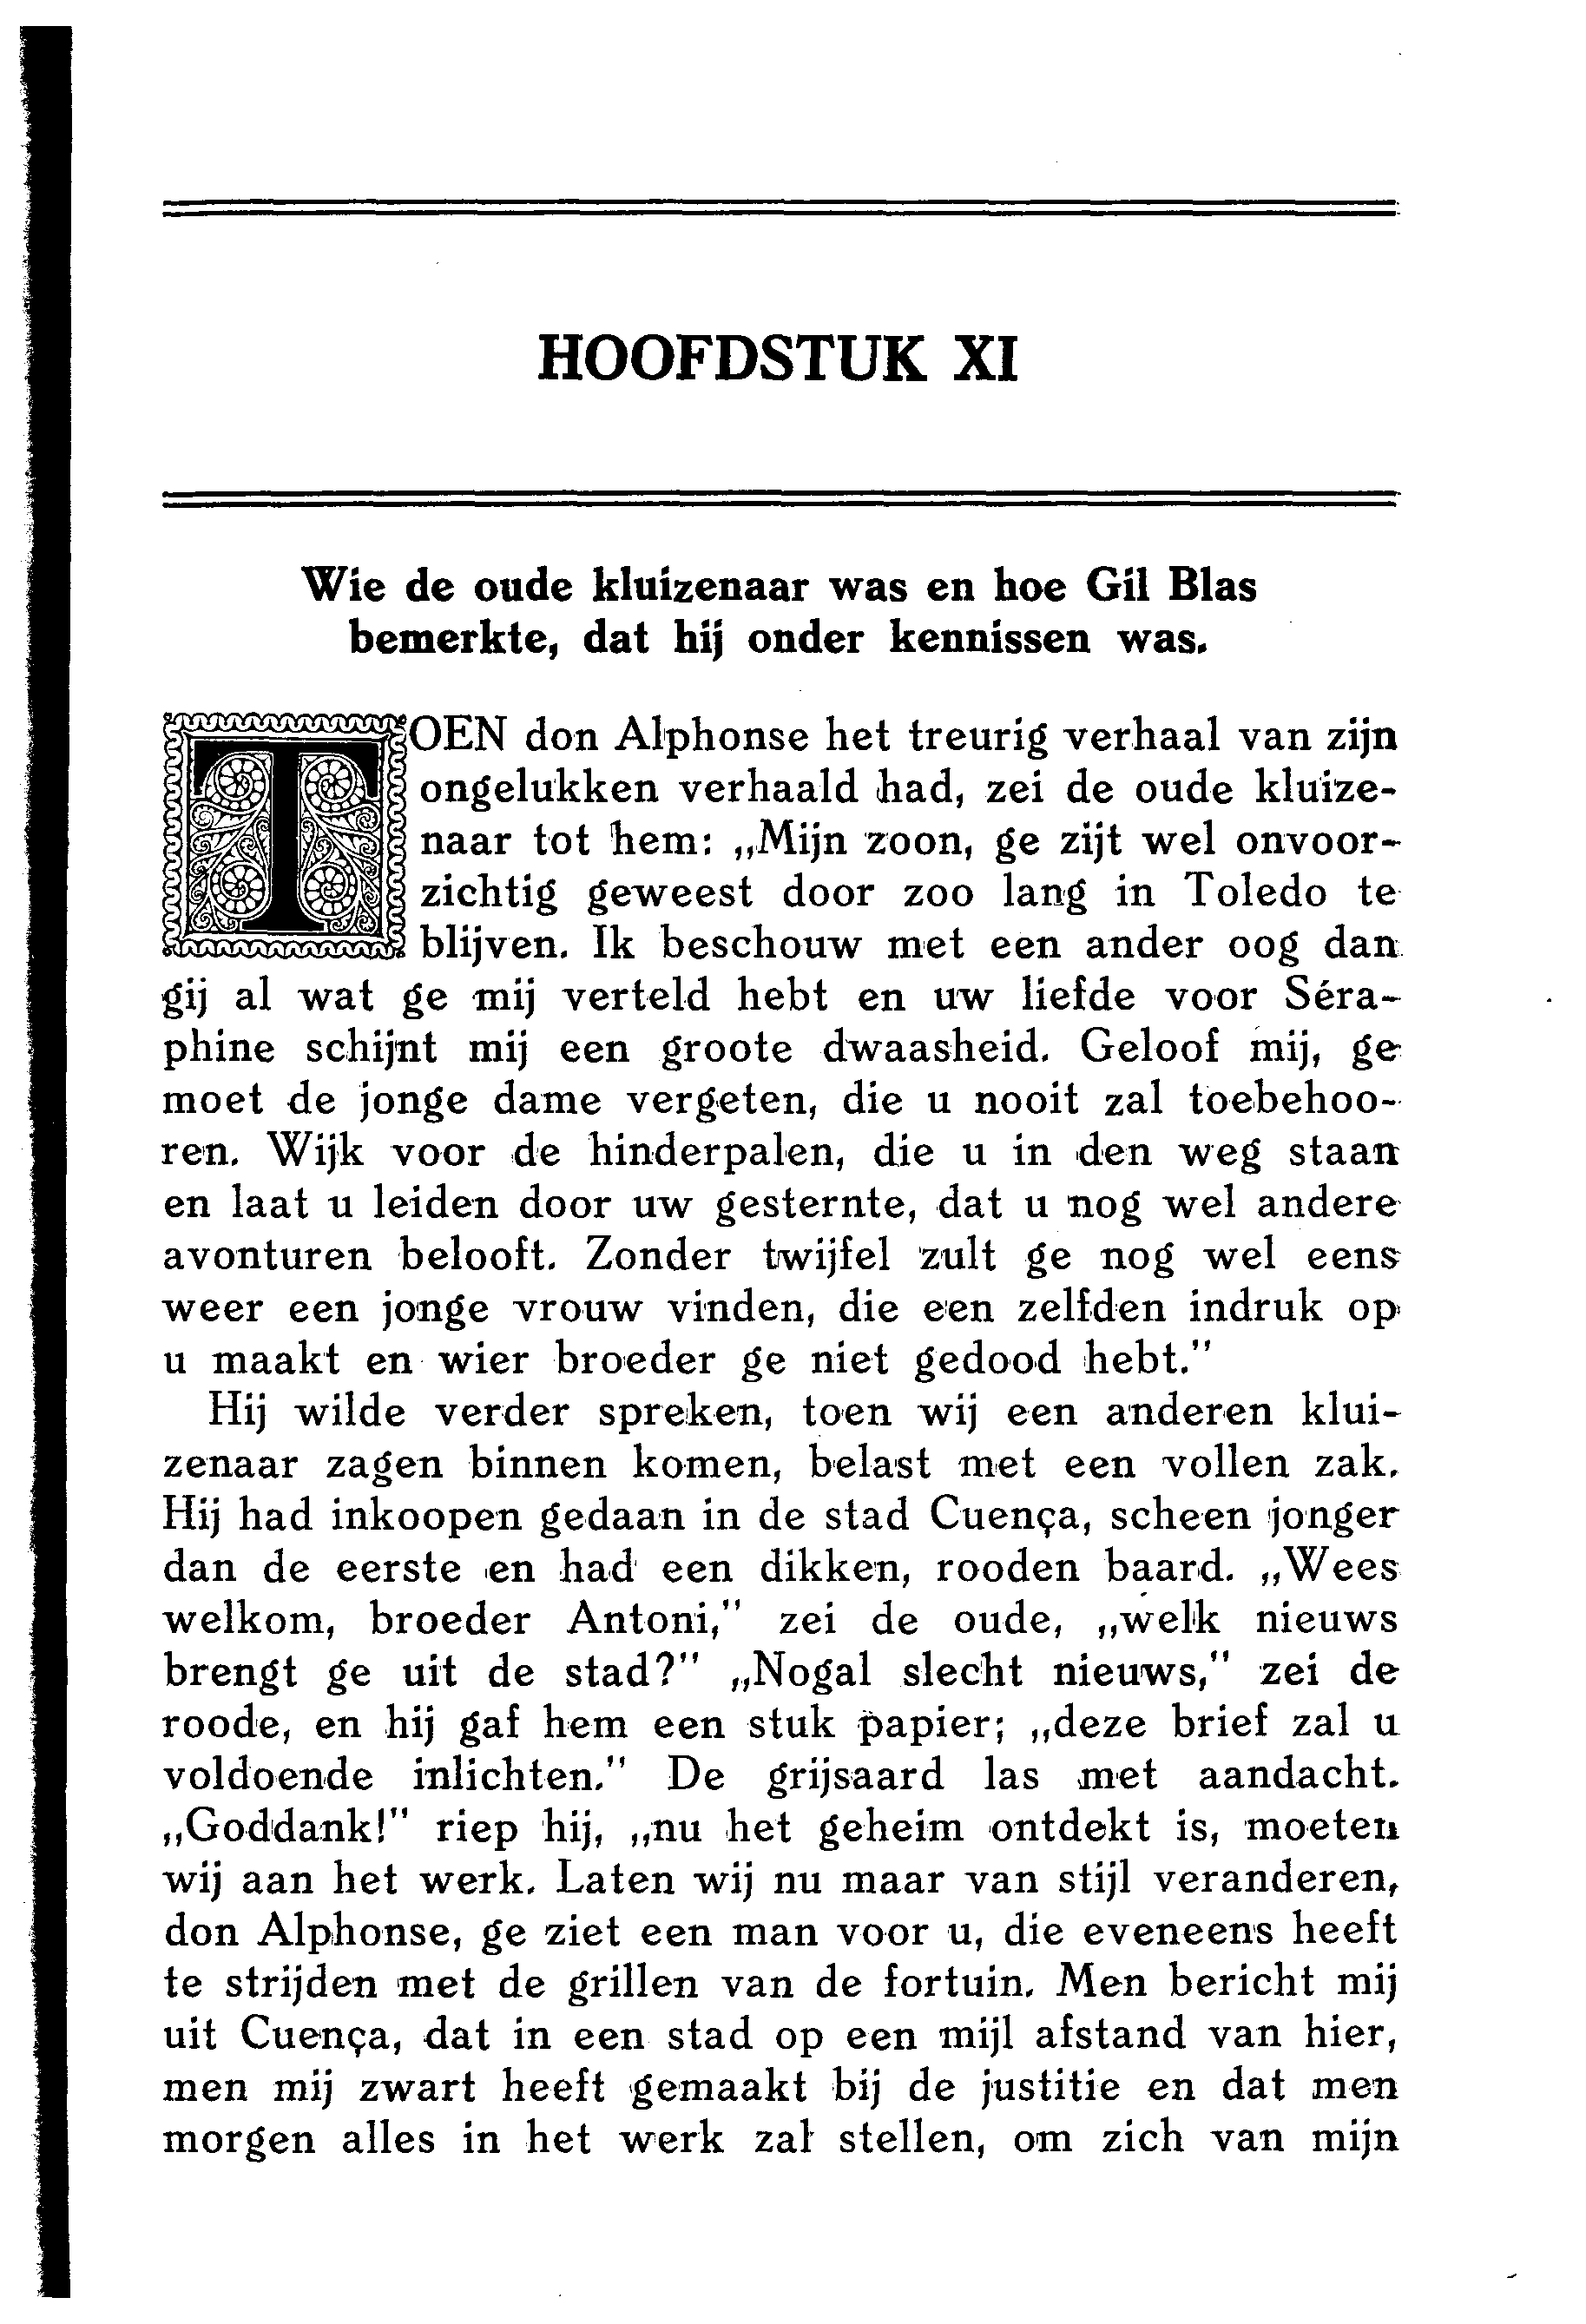 HOOFDSTUK XI
Wie de oude kluizenaar was en hoe Gil Blas
bemerkte, dat hij onder kennissen was.
TOEN don Alphonse het treurig verhaal van zijn
ongelukken verhaald had, zei de oude kluize-
naar tot hem: „Mijn zoon, ge zijt wel onvoor-
zichtig geweest door zoo lang in Toledo te
blijven. Ik beschouw met een ander oog dan
gij al wat ge mij verteld hebt en uw liefde voor Séra-
phine schijnt mij een groote dwaasheid. Geloof mij, ge
moet de jonge dame vergeten, die u nooit zal toebehoo-
ren. Wijk voor de hinderpalen, die u in den weg staan
en laat u leiden door uw gesternte, dat u nog wel andere
avonturen belooft. Zonder twijfel zult ge nog wel eens
weer een jonge vrouw vinden, die een zelfden indruk op
u maakt en wier broeder ge niet gedood hebt."
Hij wilde verder spreken, toen wij een anderen klui-
zenaar zagen binnen komen, belast met een vollen zak.
Hij had inkoopen gedaan in de stad Cuença, scheen jonger
dan de eerste en had een dikken, rooden baard. „Wees
welkom, broeder Antoni," zei de oude, „welk nieuws
brengt ge uit de stad?" „Nogal slecht nieuws," zei de
roode, en hij gaf hem een stuk papier; „deze brief zal u
voldoende inlichten." De grijsaard las met aandacht.
„Goddank!" riep hij, „nu het geheim ontdekt is, moeten
wij aan het werk. Laten wij nu maar van stijl veranderen,
don Alphonse, ge ziet een man voor u, die eveneens heeft
te strijden met de grillen van de fortuin. Men bericht mij
uit Cuença, dat in een stad op een mijl afstand van hier,
men mij zwart heeft gemaakt bij de justitie en dat men
morgen alles in het werk zal stellen, om zich van mijn